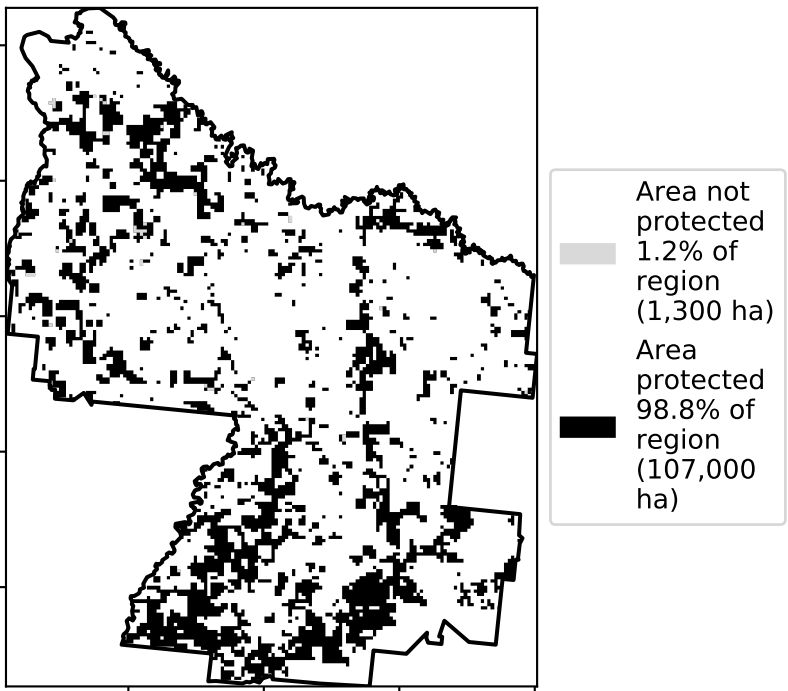 Area not
protected
1.2% of
region
(1,300 ha)
Area
protected
98.8% of
region
(107,000
ha)